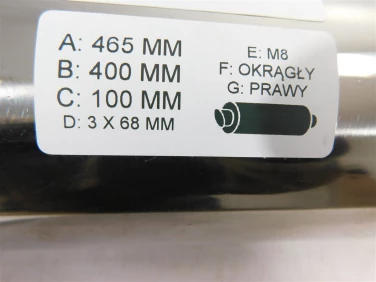 A: 465 MM
B: 400 MM
C: 100 MM
D: 3 X 68 MM
E: M8
F: OKRĄGŁY
G: PRAWY